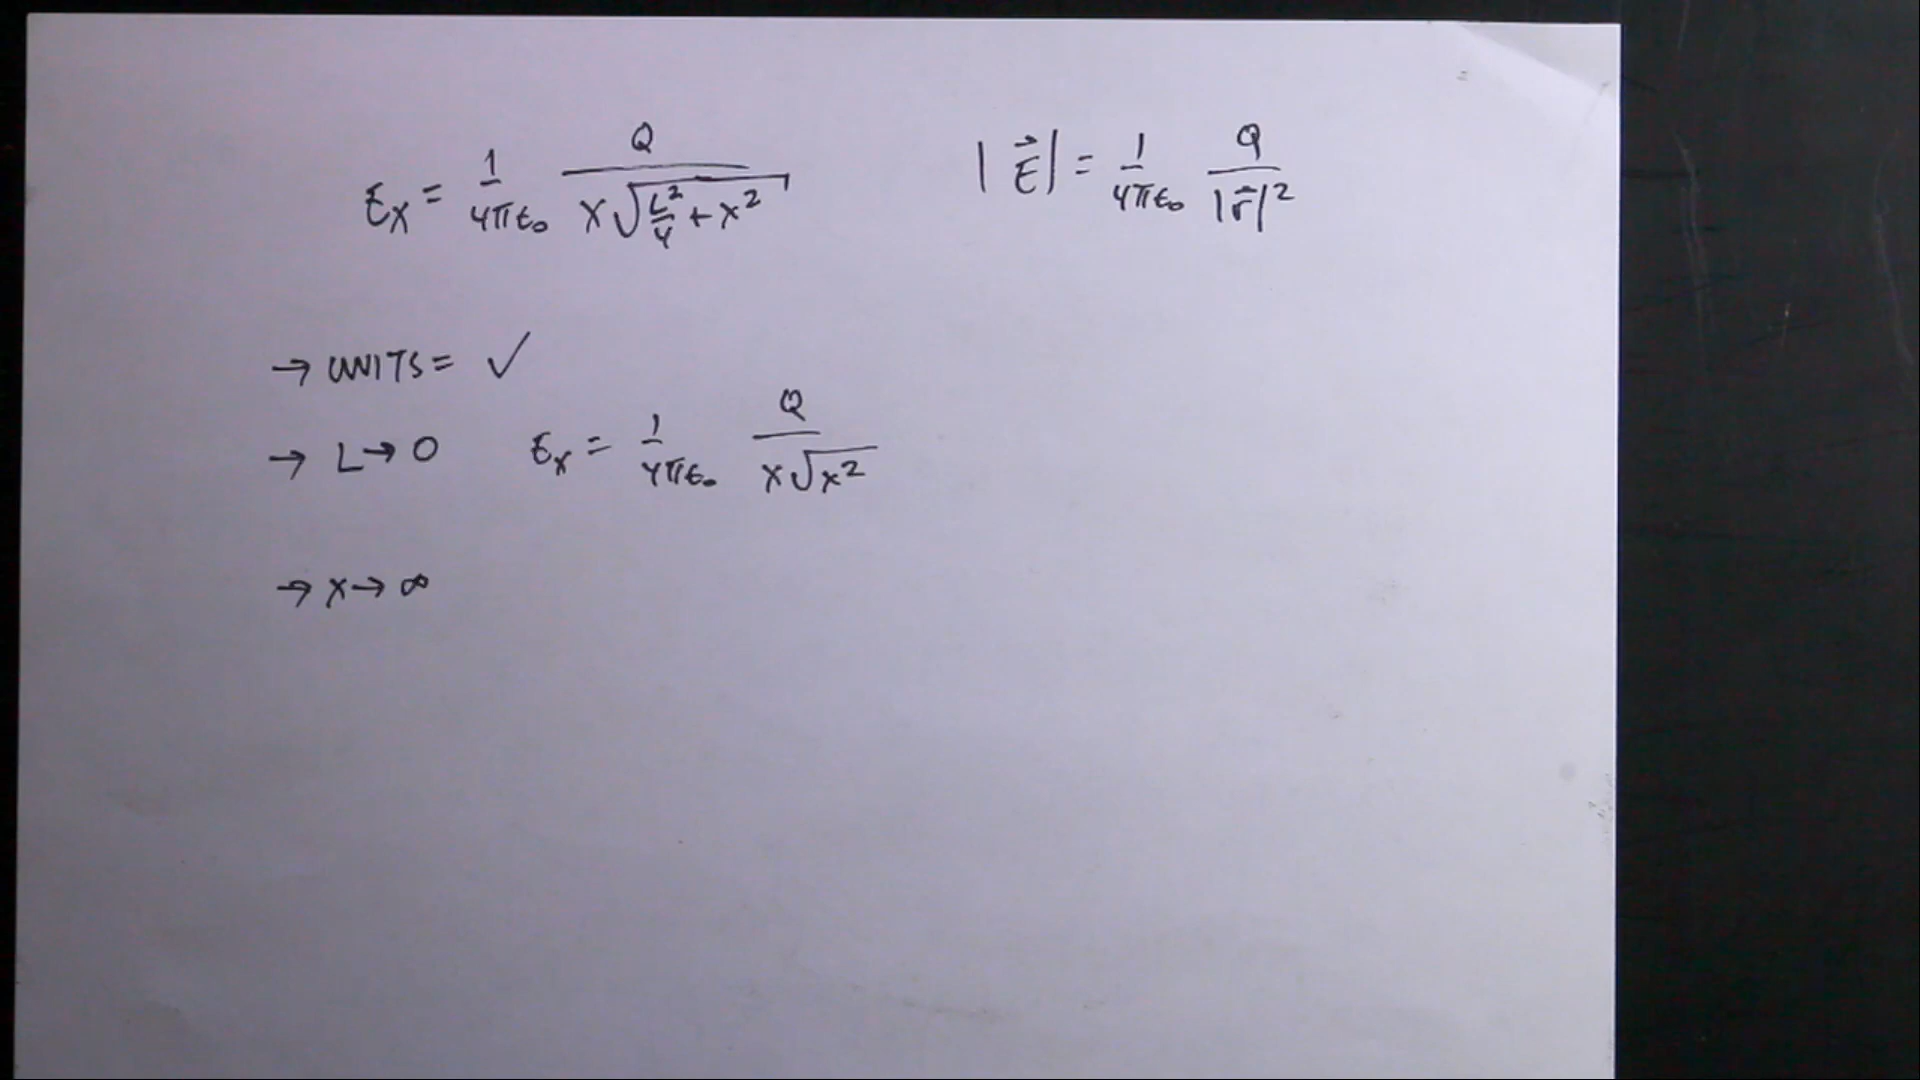 Ex = 1/4πε₀ Q/x√(L²/4 + x²) |E⃗| = 1/4πε₀ Q/|r⃗|²
→ UNITS = ✓
→ L → 0 Ex = 1/4πε₀ Q/x√x²
→ x → ∞